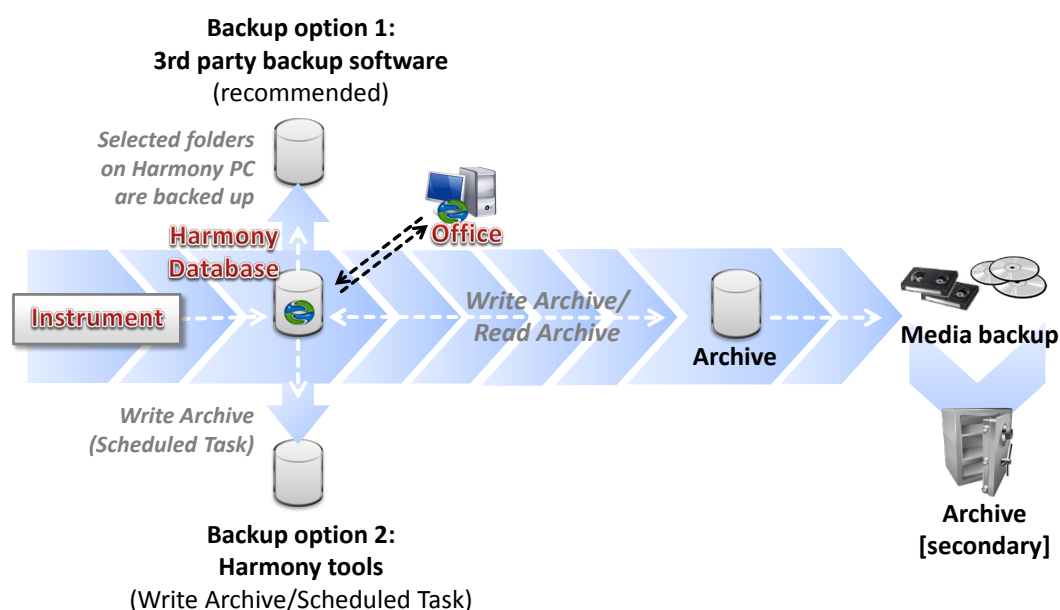 Backup option 1:
3rd party backup software
(recommended)
Selected folders
on Harmony PC
are backed up
Harmony
Database
Office
Instrument
Write Archive/
Read Archive
Archive
Media backup
Write Archive
(Scheduled Task)
Archive
[secondary]
Backup option 2:
Harmony tools
(Write Archive/Scheduled Task)